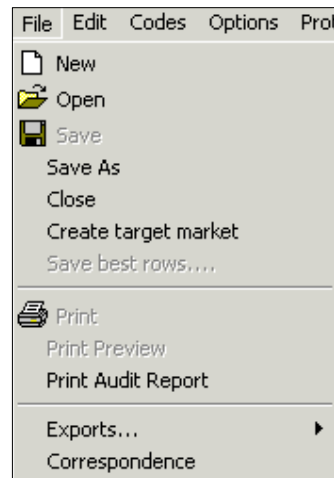 File Edit Codes Options Prot
New
Open
Save
Save As
Close
Create target market
Save best rows....
Print
Print Preview
Print Audit Report
Exports...
Correspondence